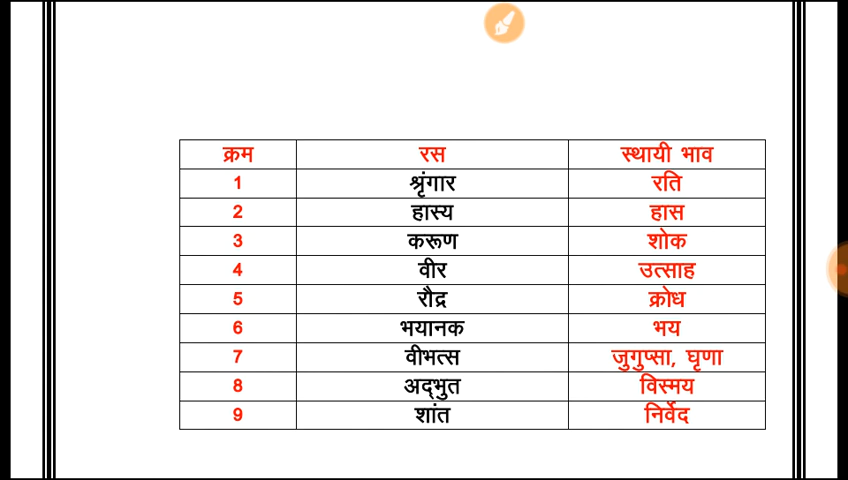 क्रम रस स्थायी भाव
1 श्रृंगार रति
2 हास्य हास
3 करूण शोक
4 वीर उत्साह
5 रौद्र क्रोध
6 भयानक भय
7 वीभत्स जुगुप्सा, घृणा
8 अद्भुत विस्मय
9 शांत निर्वेद